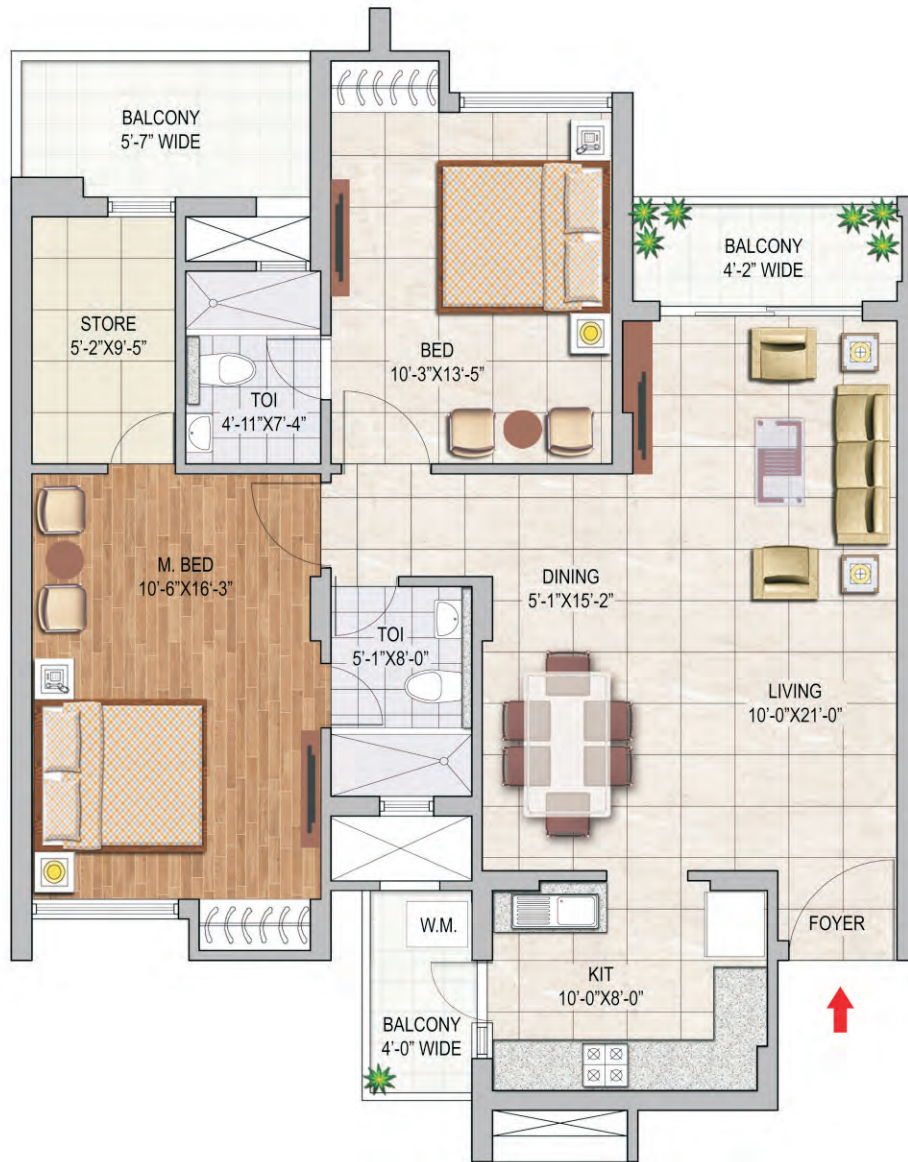 BALCONY
5’-7” WIDE
STORE
5’-2”X9’-5”
TOI
4’-11”X7’-4”
BED
10’-3”X13‘-5”
BALCONY
4’-2” WIDE
M. BED
10’-6”X16‘-3”
TOI
5’-1”X8’-0”
DINING
5’-1”X15’-2”
LIVING
10’-0”X21’-0”
W.M.
BALCONY
4’-0” WIDE
KIT
10’-0”X8’-0”
FOYER